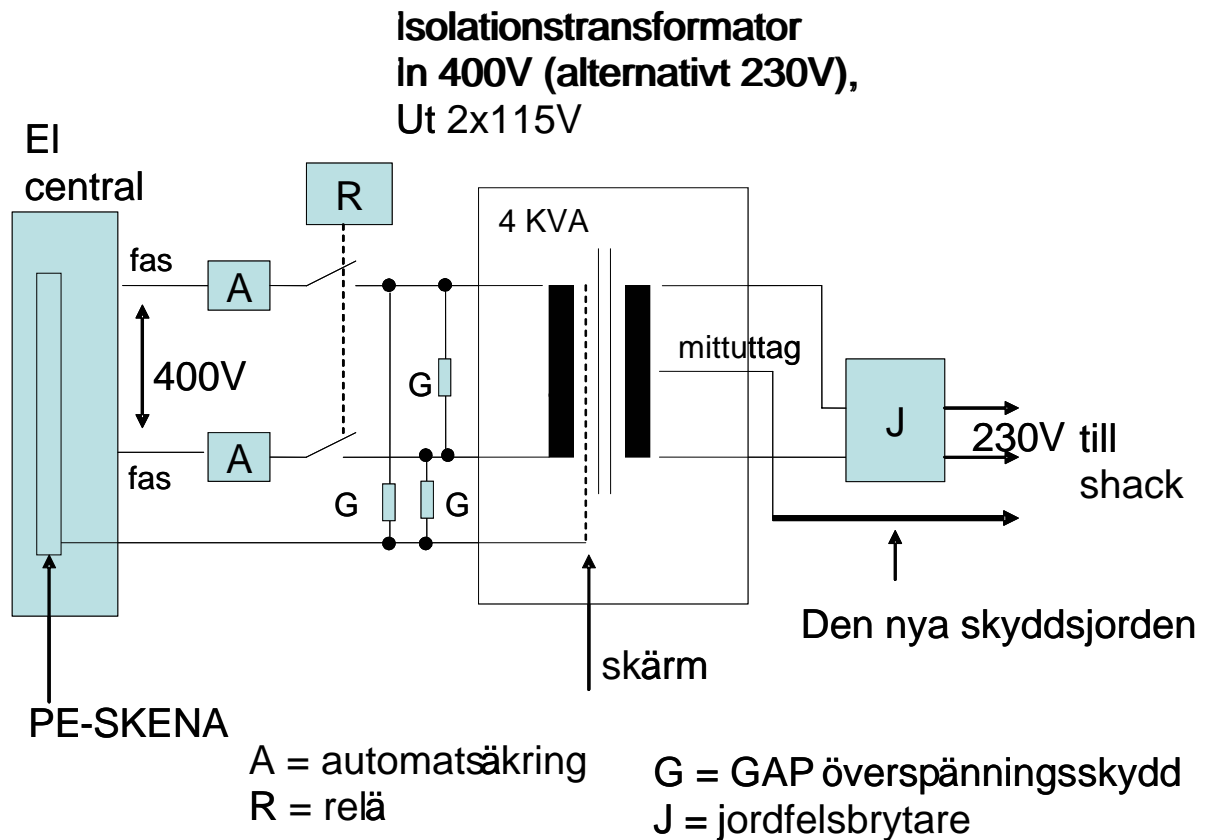 Isolationstransformator
In 400V (alternativt 230V),
Ut 2x115V
El
central
R
4 KVA
fas
A
mittuttag
400V
G
J
230V till
shack
A
fas
G
G
Den nya skyddsjorden
skärm
PE-SKENA
A = automatsäkring
R = relä
G = GAP överspänningsskydd
J = jordfelsbrytare